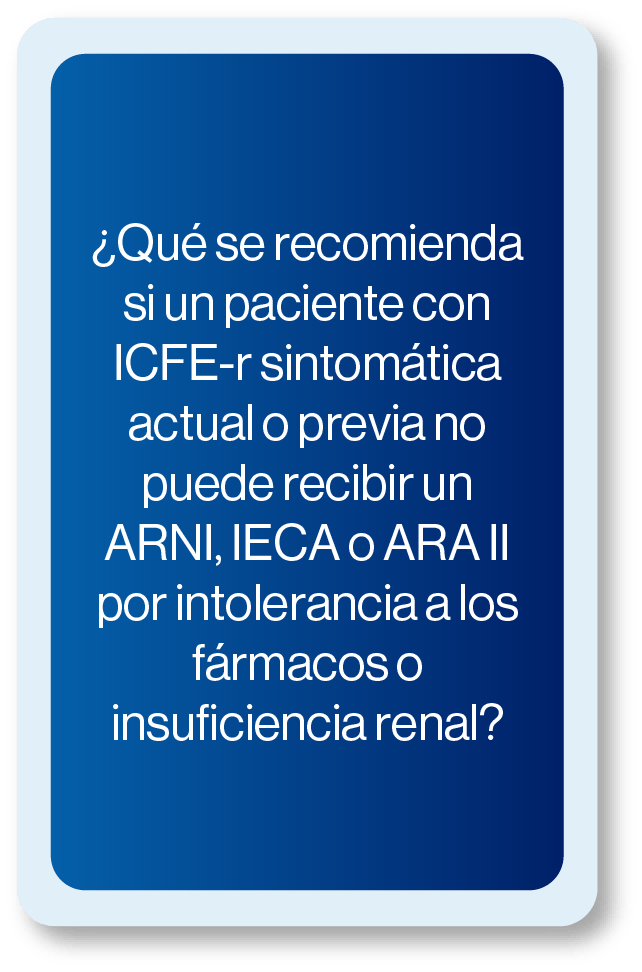 ¿Qué se recomienda
si un paciente con
ICFE-r sintomática
actual o previa no
puede recibir un
ARNI, IECA o ARA II
por intolerancia a los
fármacos o
insuficiencia renal?